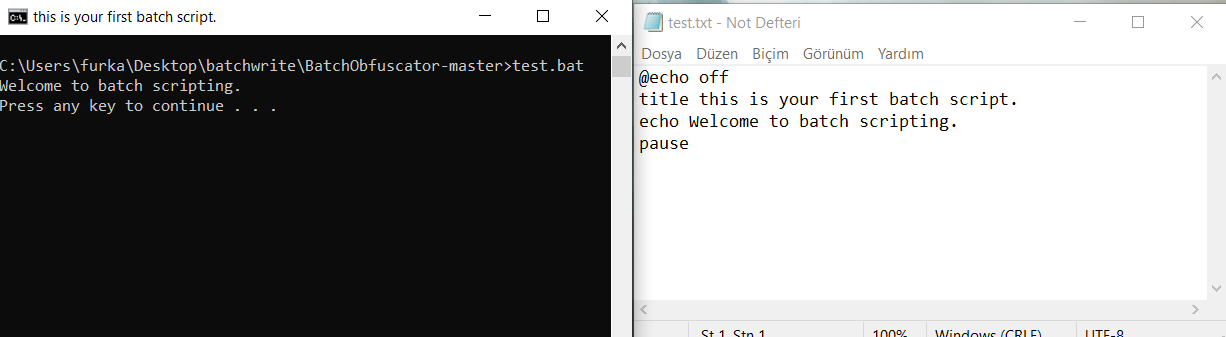 this is your first batch script.
C:\Users\furka\Desktop\batchwrite\BatchObfuscator-master>test.bat
Welcome to batch scripting.
Press any key to continue . . .
test.txt - Not Defteri
Dosya Düzen Biçim Görünüm Yardım
@echo off
title this is your first batch script.
echo Welcome to batch scripting.
pause
St 1, Stn 1 100% Windows (CRLF) UTF-8